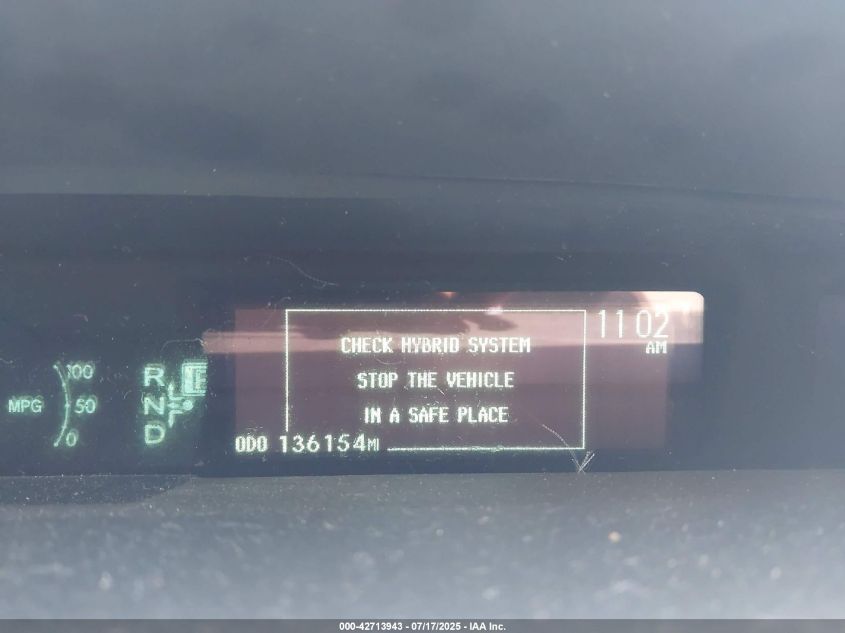 CHECK HYBRID SYSTEM
STOP THE VEHICLE
IN A SAFE PLACE
11 02
AM
100
MPG 50
0
R
N
D
P
ODO 136154 MI
000-42713943 - 07/17/2025 - IAA Inc.